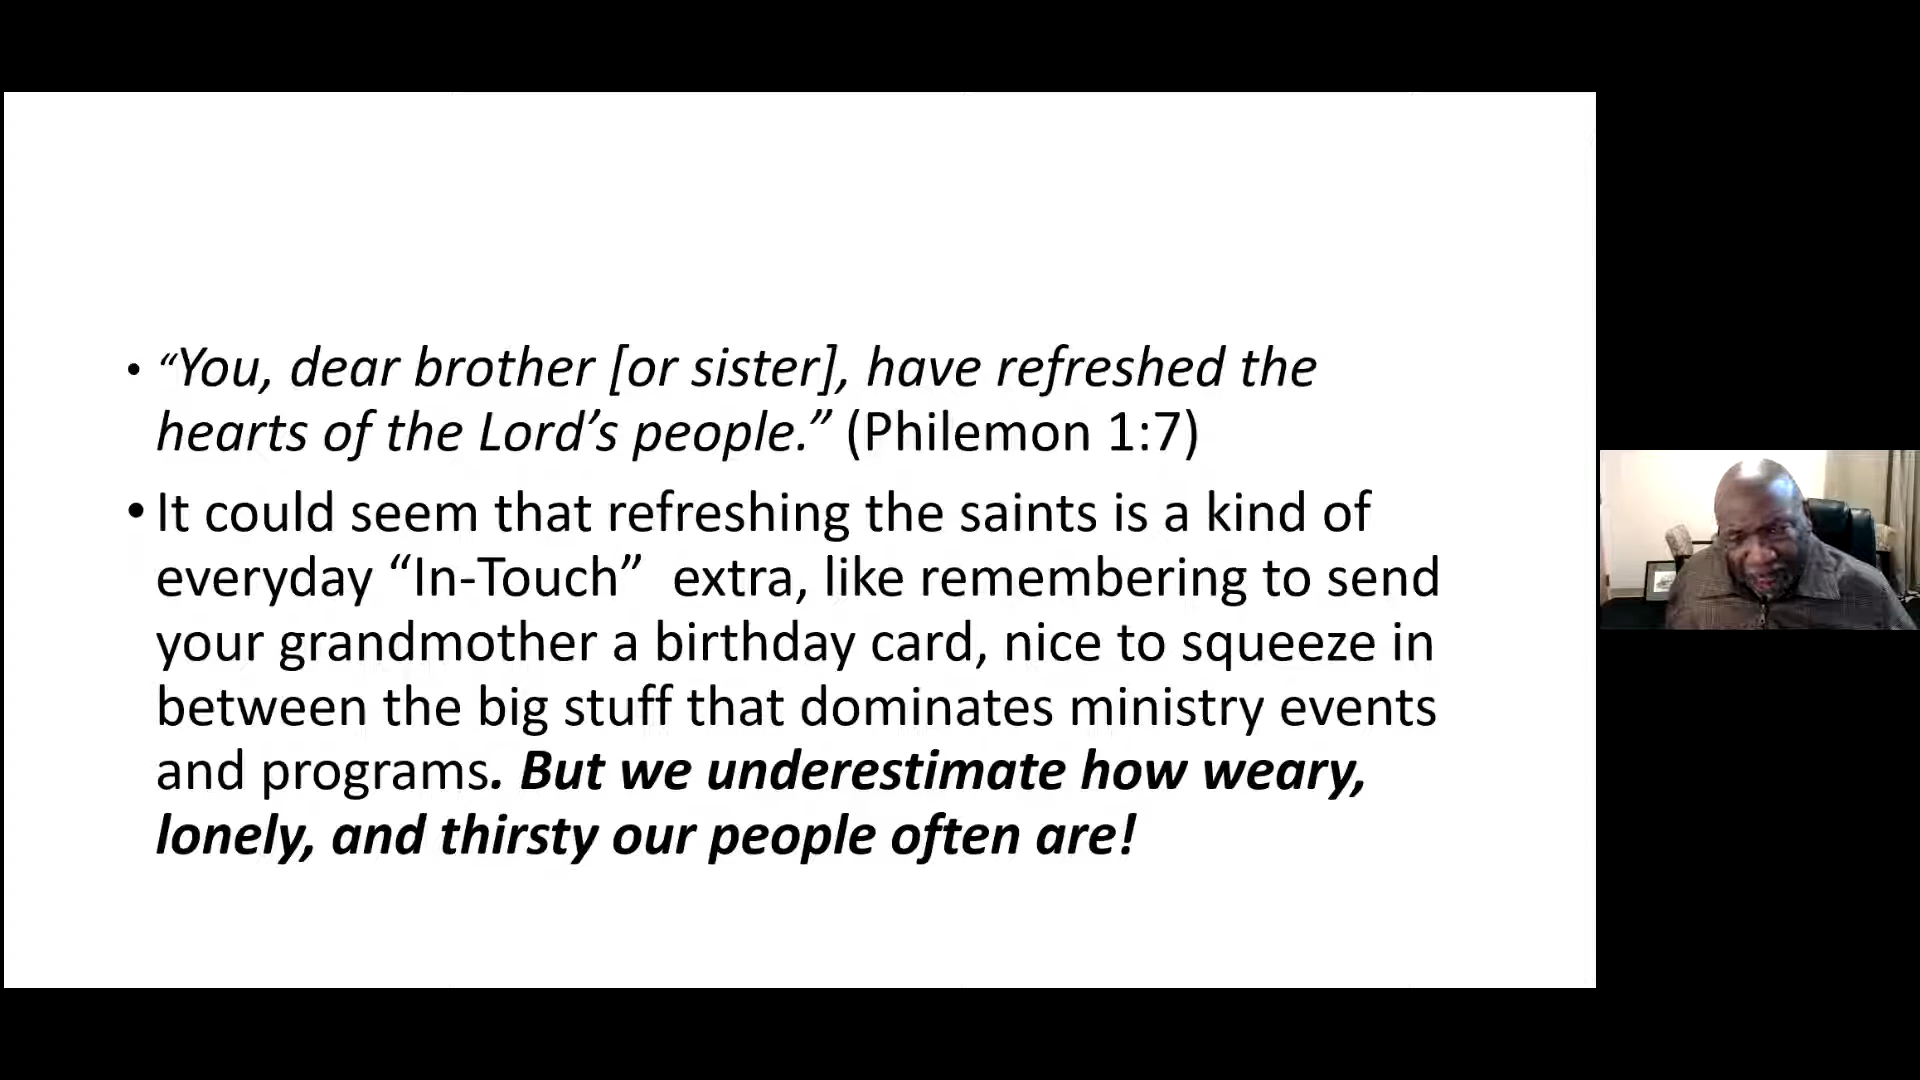 • “You, dear brother [or sister], have refreshed the
hearts of the Lord’s people.” (Philemon 1:7)
• It could seem that refreshing the saints is a kind of
everyday “In-Touch”  extra, like remembering to send
your grandmother a birthday card, nice to squeeze in
between the big stuff that dominates ministry events
and programs. But we underestimate how weary,
lonely, and thirsty our people often are!